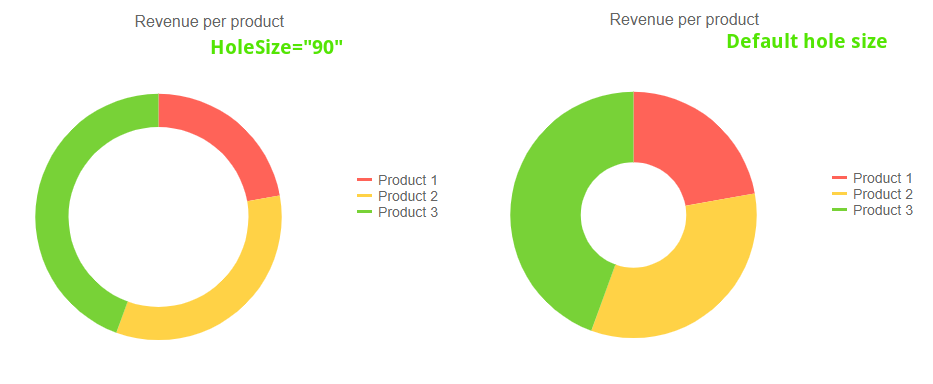 Revenue per product
HoleSize="90"
Product 1
Product 2
Product 3
Revenue per product
Default hole size
Product 1
Product 2
Product 3